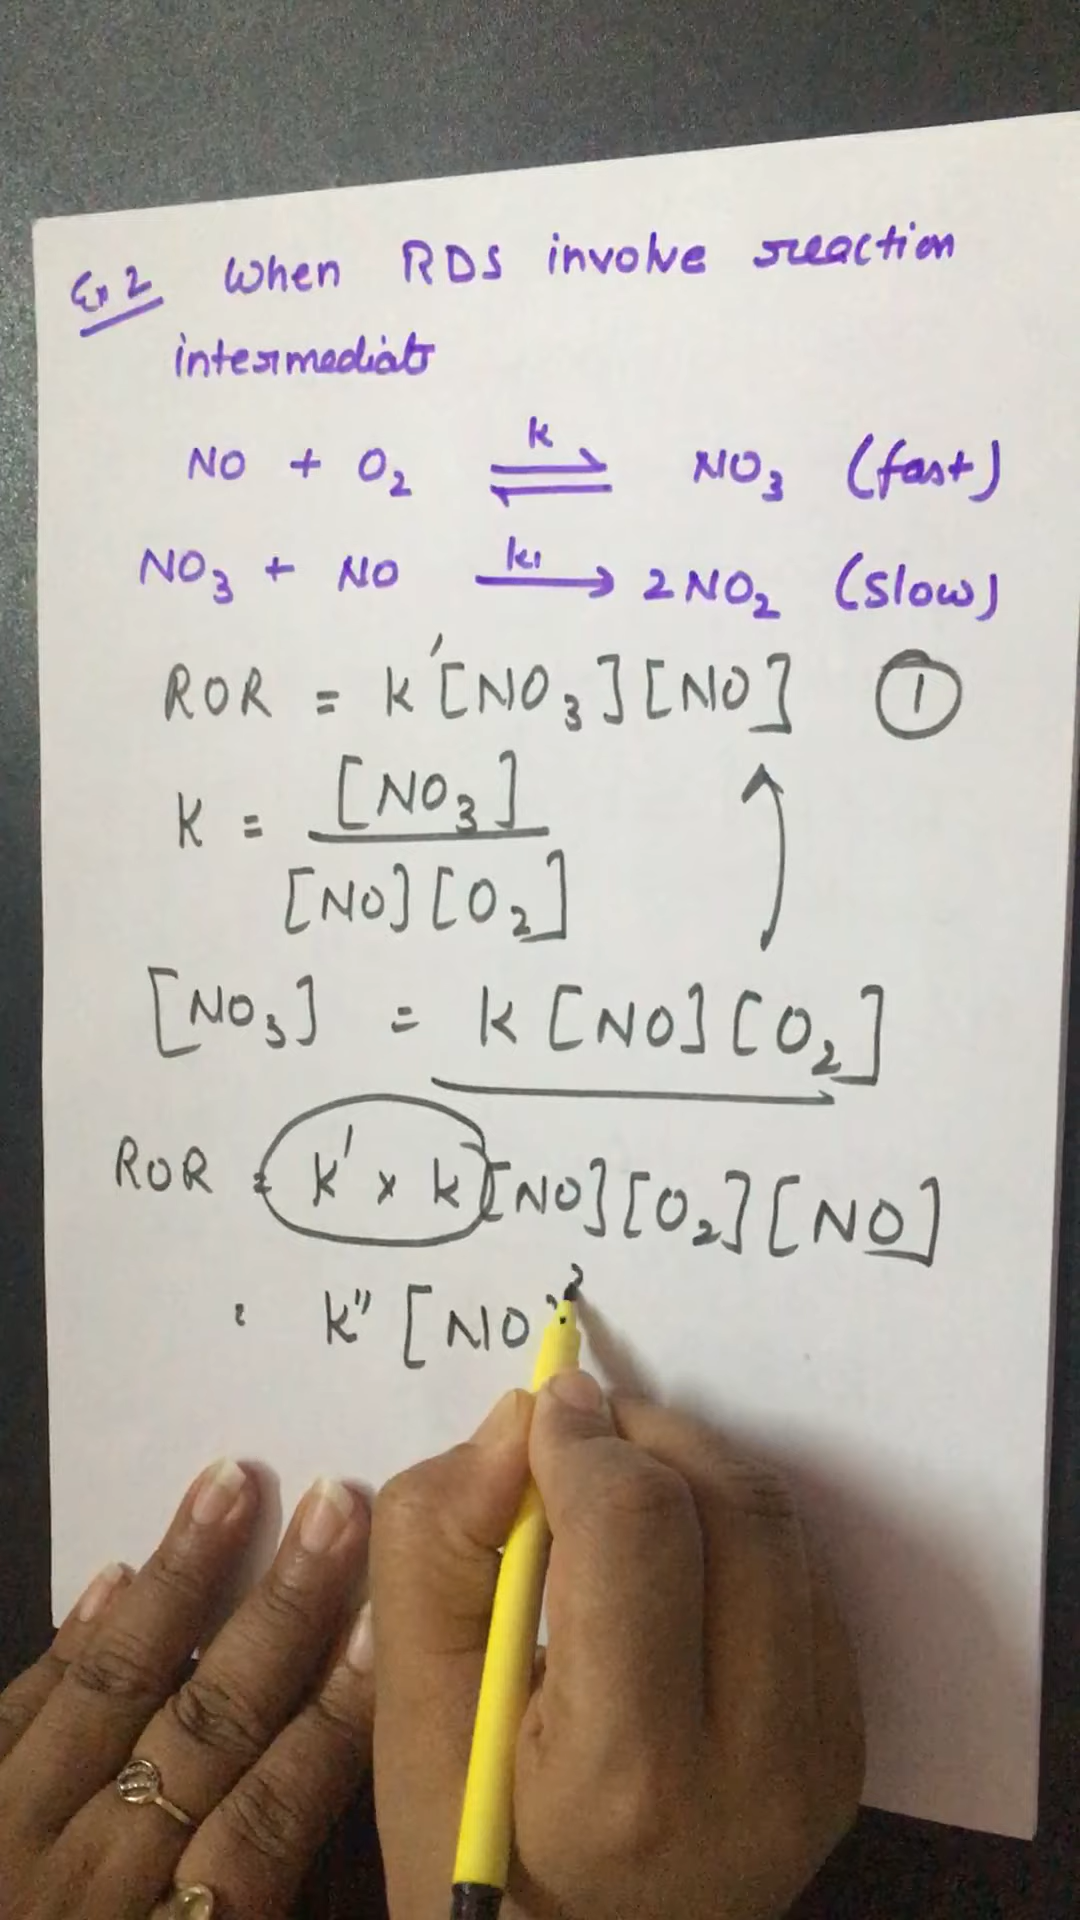 Ex 2 When RDS involve reaction
intermediate
NO + O₂ ⇌ k NO₃ (fast)
NO₃ + NO →  k₁ 2NO₂ (slow)
ROR = k'[NO₃][NO] ①
K = [NO₃]
[NO][O₂]
[NO₃] = k[NO][O₂]
ROR = k' × k[NO][O₂][NO]
= k'' [NO]²